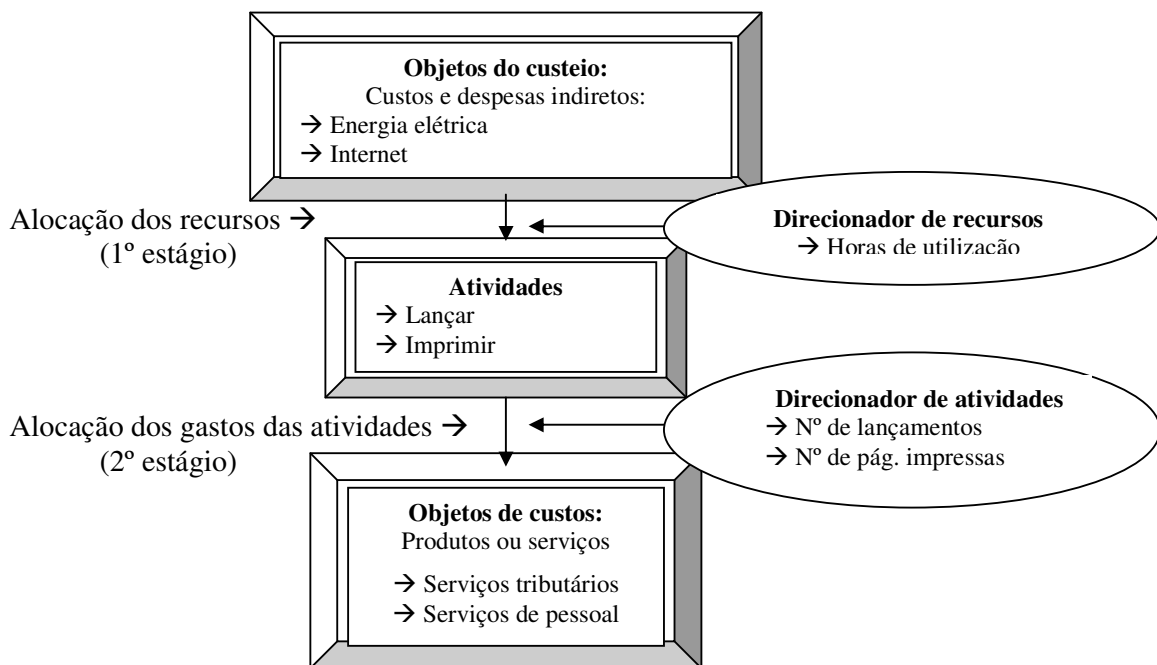 Objetos do custeio:
Custos e despesas indiretos:
→ Energia elétrica
→ Internet
Alocação dos recursos →
(1º estágio)
Direcionador de recursos
→ Horas de utilização
Atividades
→ Lançar
→ Imprimir
Alocação dos gastos das atividades →
(2º estágio)
Direcionador de atividades
→ Nº de lançamentos
→ Nº de pág. impressas
Objetos de custos:
Produtos ou serviços
→ Serviços tributários
→ Serviços de pessoal